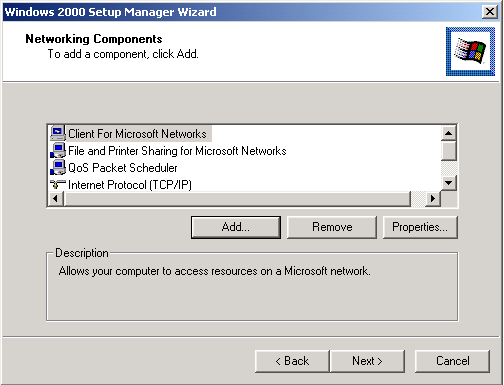 Windows 2000 Setup Manager Wizard
Networking Components
To add a component, click Add.
Client For Microsoft Networks
File and Printer Sharing for Microsoft Networks
QoS Packet Scheduler
Internet Protocol (TCP/IP)
Add... Remove Properties...
Description
Allows your computer to access resources on a Microsoft network.
< Back Next > Cancel